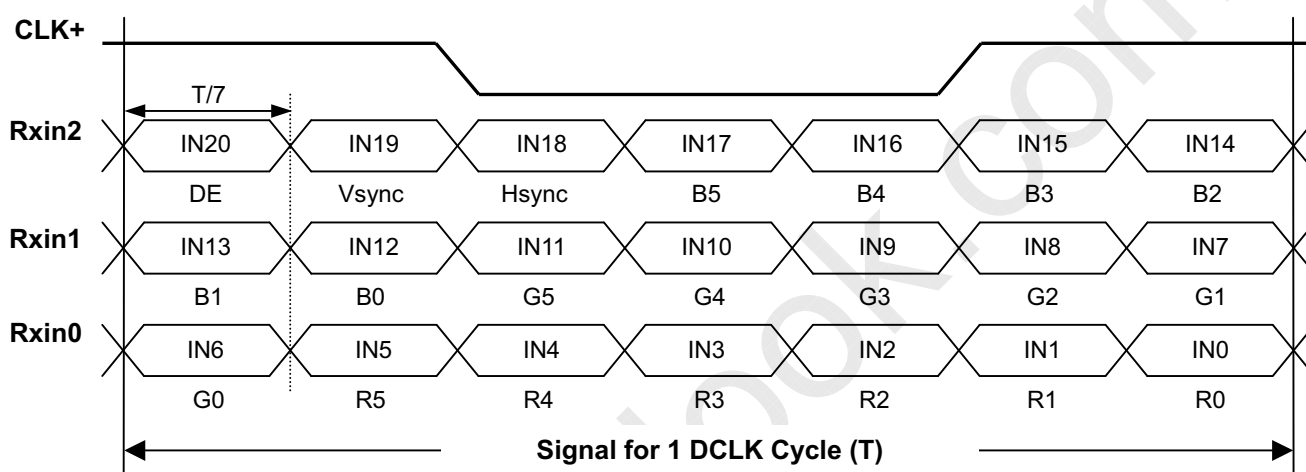 CLK+
T/7
Rxin2 IN20 IN19 IN18 IN17 IN16 IN15 IN14
DE Vsync Hsync B5 B4 B3 B2
Rxin1 IN13 IN12 IN11 IN10 IN9 IN8 IN7
B1 B0 G5 G4 G3 G2 G1
Rxin0 IN6 IN5 IN4 IN3 IN2 IN1 IN0
G0 R5 R4 R3 R2 R1 R0
Signal for 1 DCLK Cycle (T)
look.com